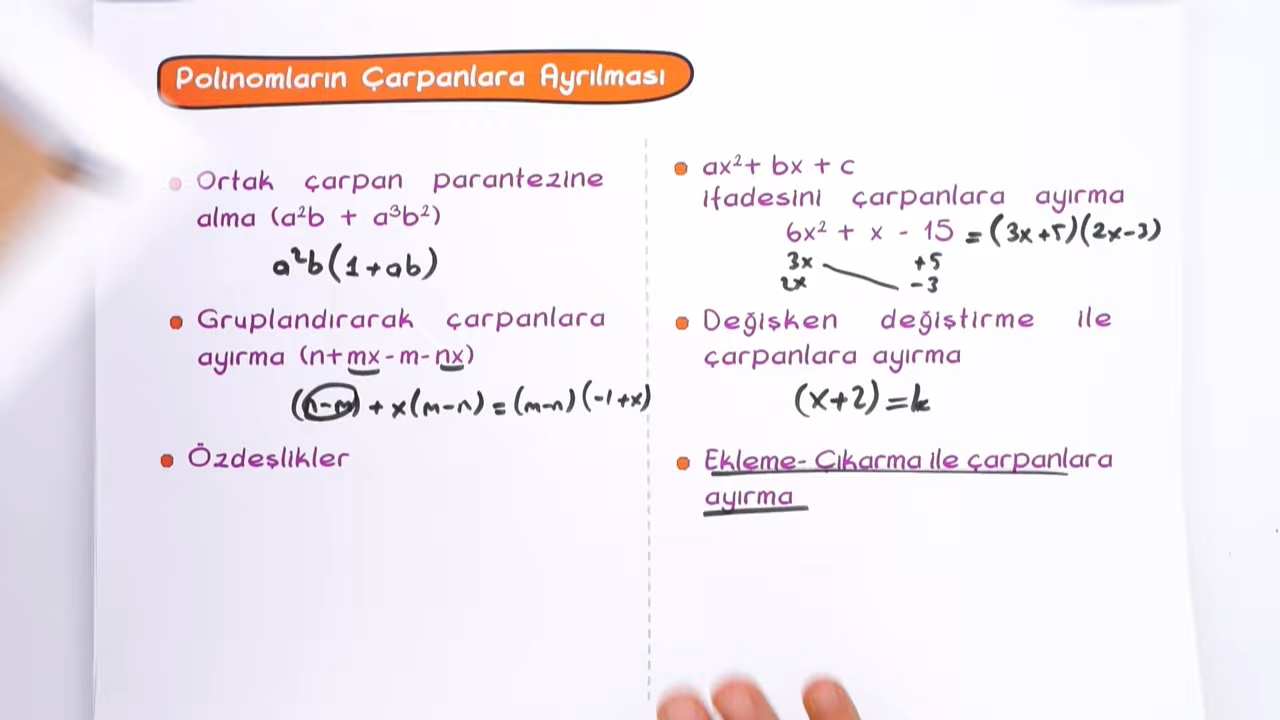 Polinomların Çarpanlara Ayrılması
Ortak çarpan parantezine
alma (a²b + a³b²)
a²b(1+ab)
Gruplandırarak çarpanlara
ayırma (n+mx-m-nx)
(n-m) + x(m-n) = (m-n)(-1+x)
Özdeşlikler
ax²+ bx + c
ifadesini çarpanlara ayırma
6x² + x - 15 = (3x+5)(2x-3)
3x +5
2x -3
Değişken değiştirme ile
çarpanlara ayırma
(x+2)=k
Ekleme- Çıkarma ile çarpanlara
ayırma